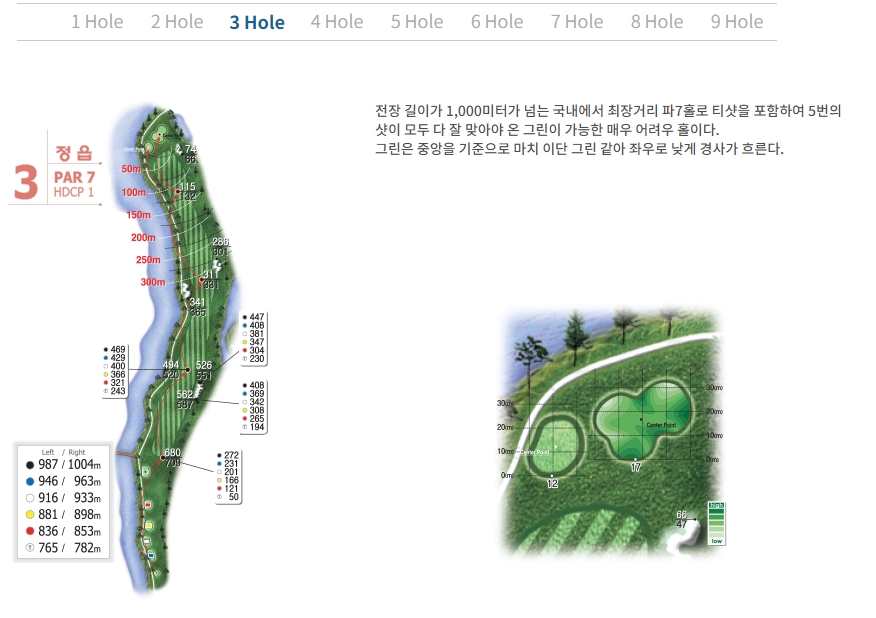 1 Hole 2 Hole 3 Hole 4 Hole 5 Hole 6 Hole 7 Hole 8 Hole 9 Hole
전장 길이가 1,000미터가 넘는 국내에서 최장거리 파7홀로 티샷을 포함하여 5번의
샷이 모두 다 잘 맞아야 온 그린이 가능한 매우 어려우 홀이다.
그린은 중앙을 기준으로 마치 이단 그린 같아 좌우로 낮게 경사가 흐른다.
3
정읍
PAR 7
HDCP 1
74
66
50m
115
132
100m
150m
200m
286
301
250m
311
331
300m
341
365
447
408
381
347
304
230
469
429
400
366
321
243
494
520
526
551
562
587
408
369
342
308
265
194
680
709
272
231
201
166
121
50
Left / Right
987 / 1004m
946 / 963m
916 / 933m
881 / 898m
836 / 853m
T 765 / 782m
30m
20m
10m
0m
Center Point
12
30m
20m
10m
0m
Center Point
17
66
47
high
low